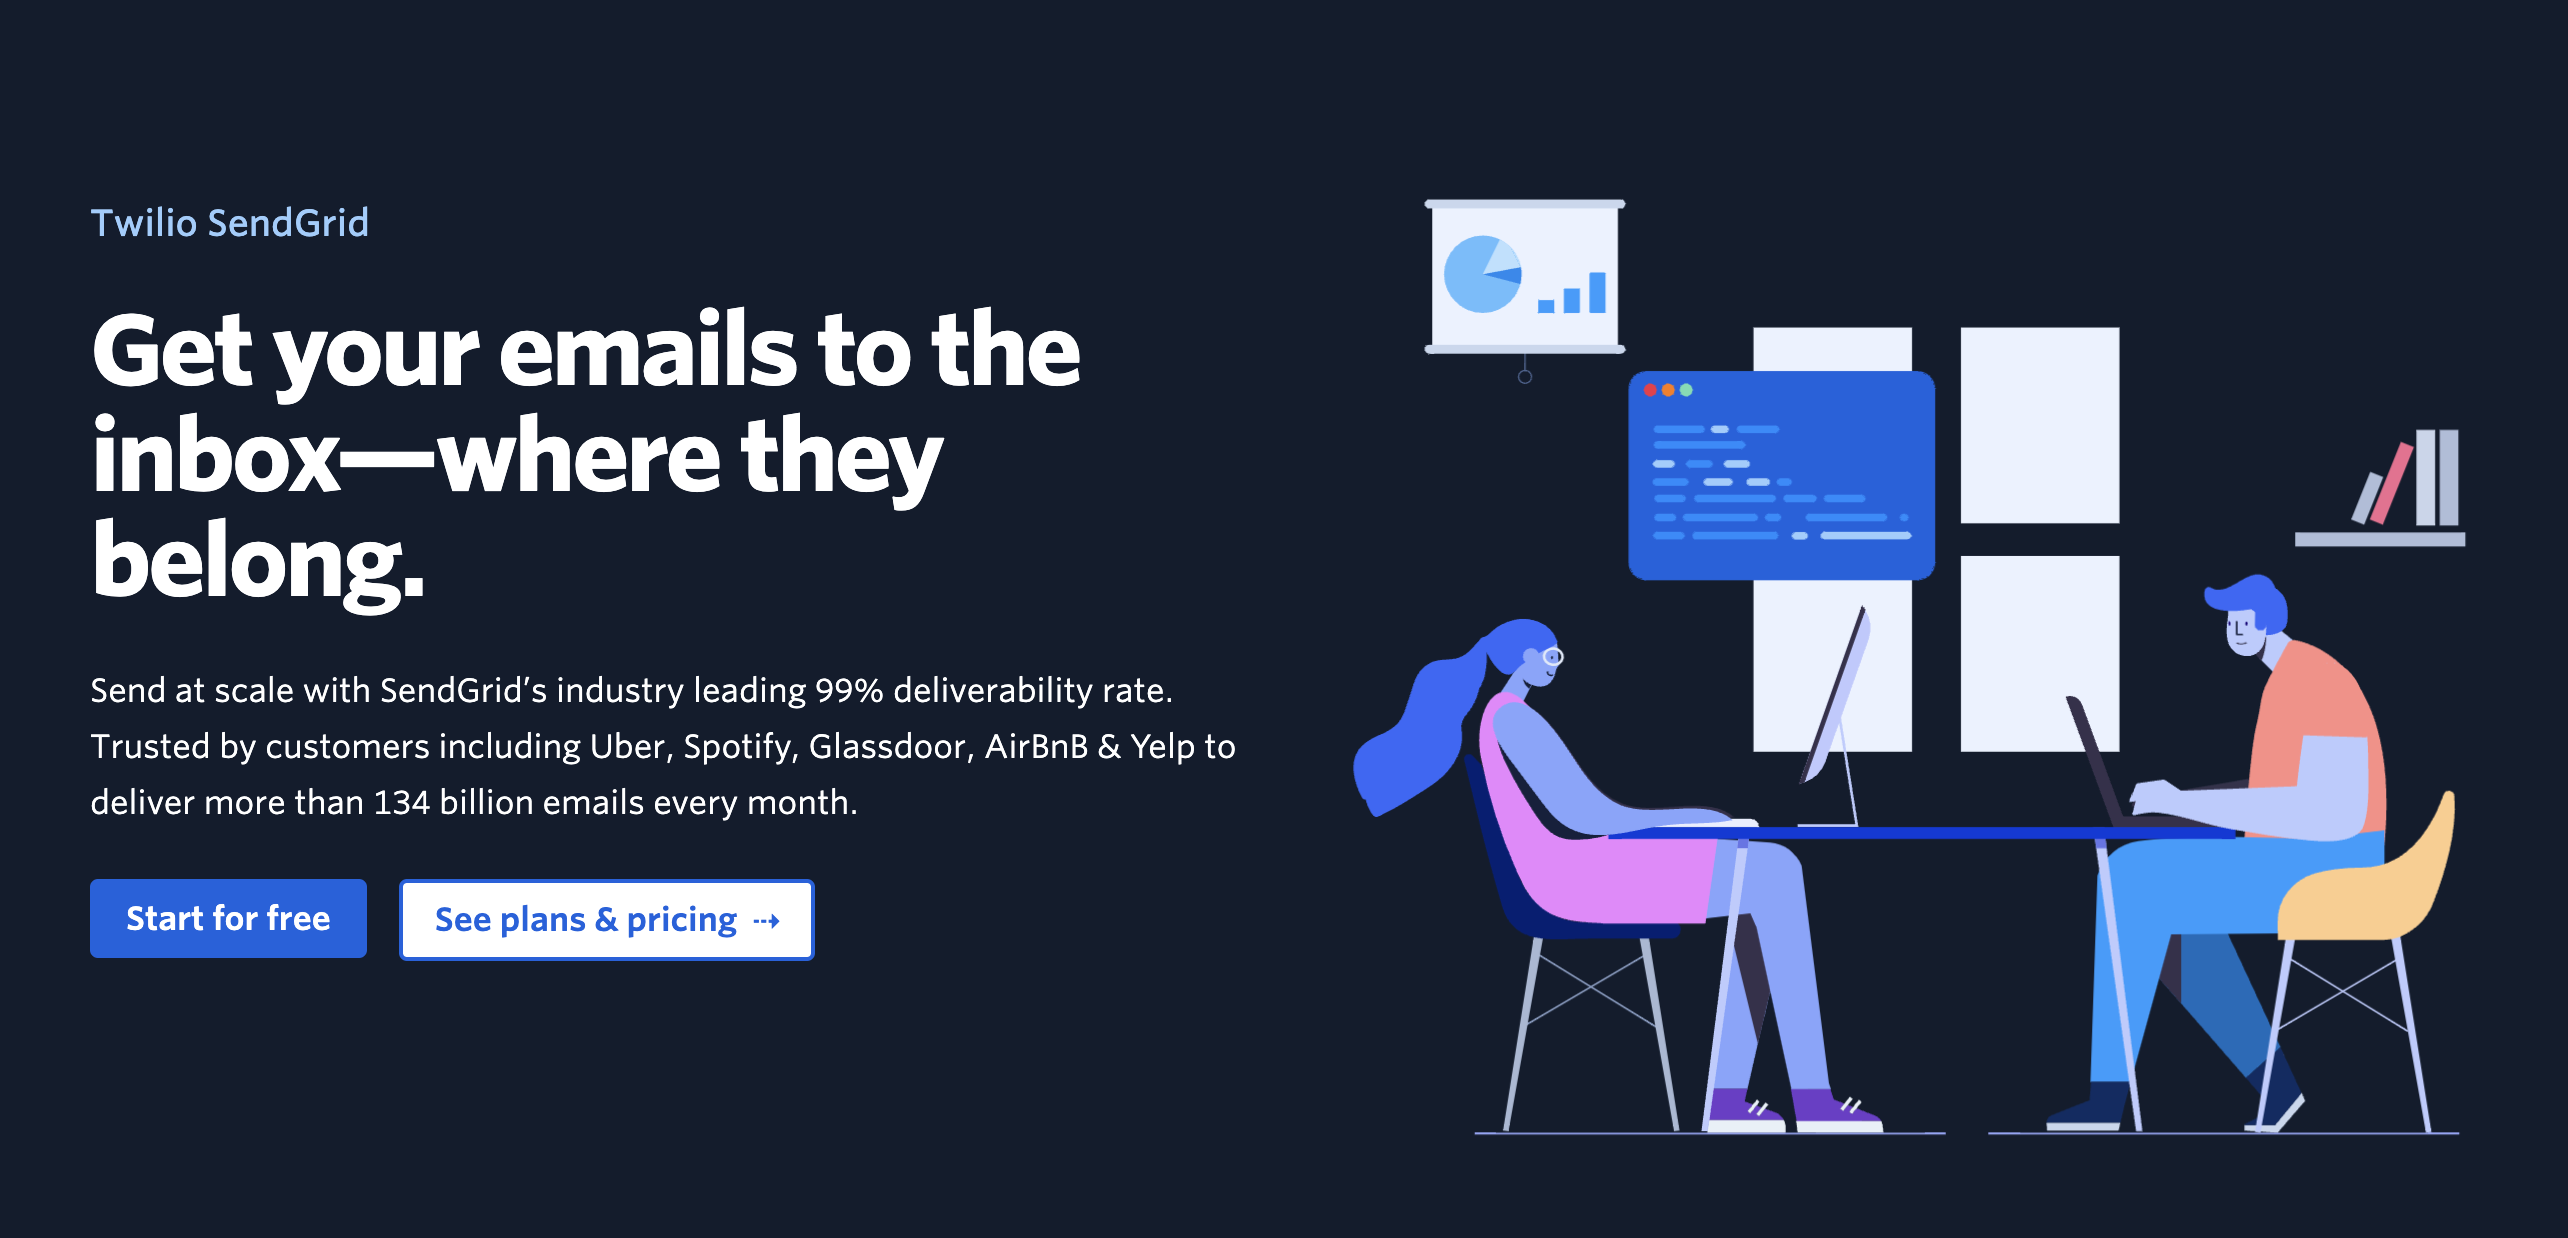 Twilio SendGrid
Get your emails to the
inbox—where they
belong.
Send at scale with SendGrid’s industry leading 99% deliverability rate.
Trusted by customers including Uber, Spotify, Glassdoor, AirBnB & Yelp to
deliver more than 134 billion emails every month.
Start for free
See plans & pricing